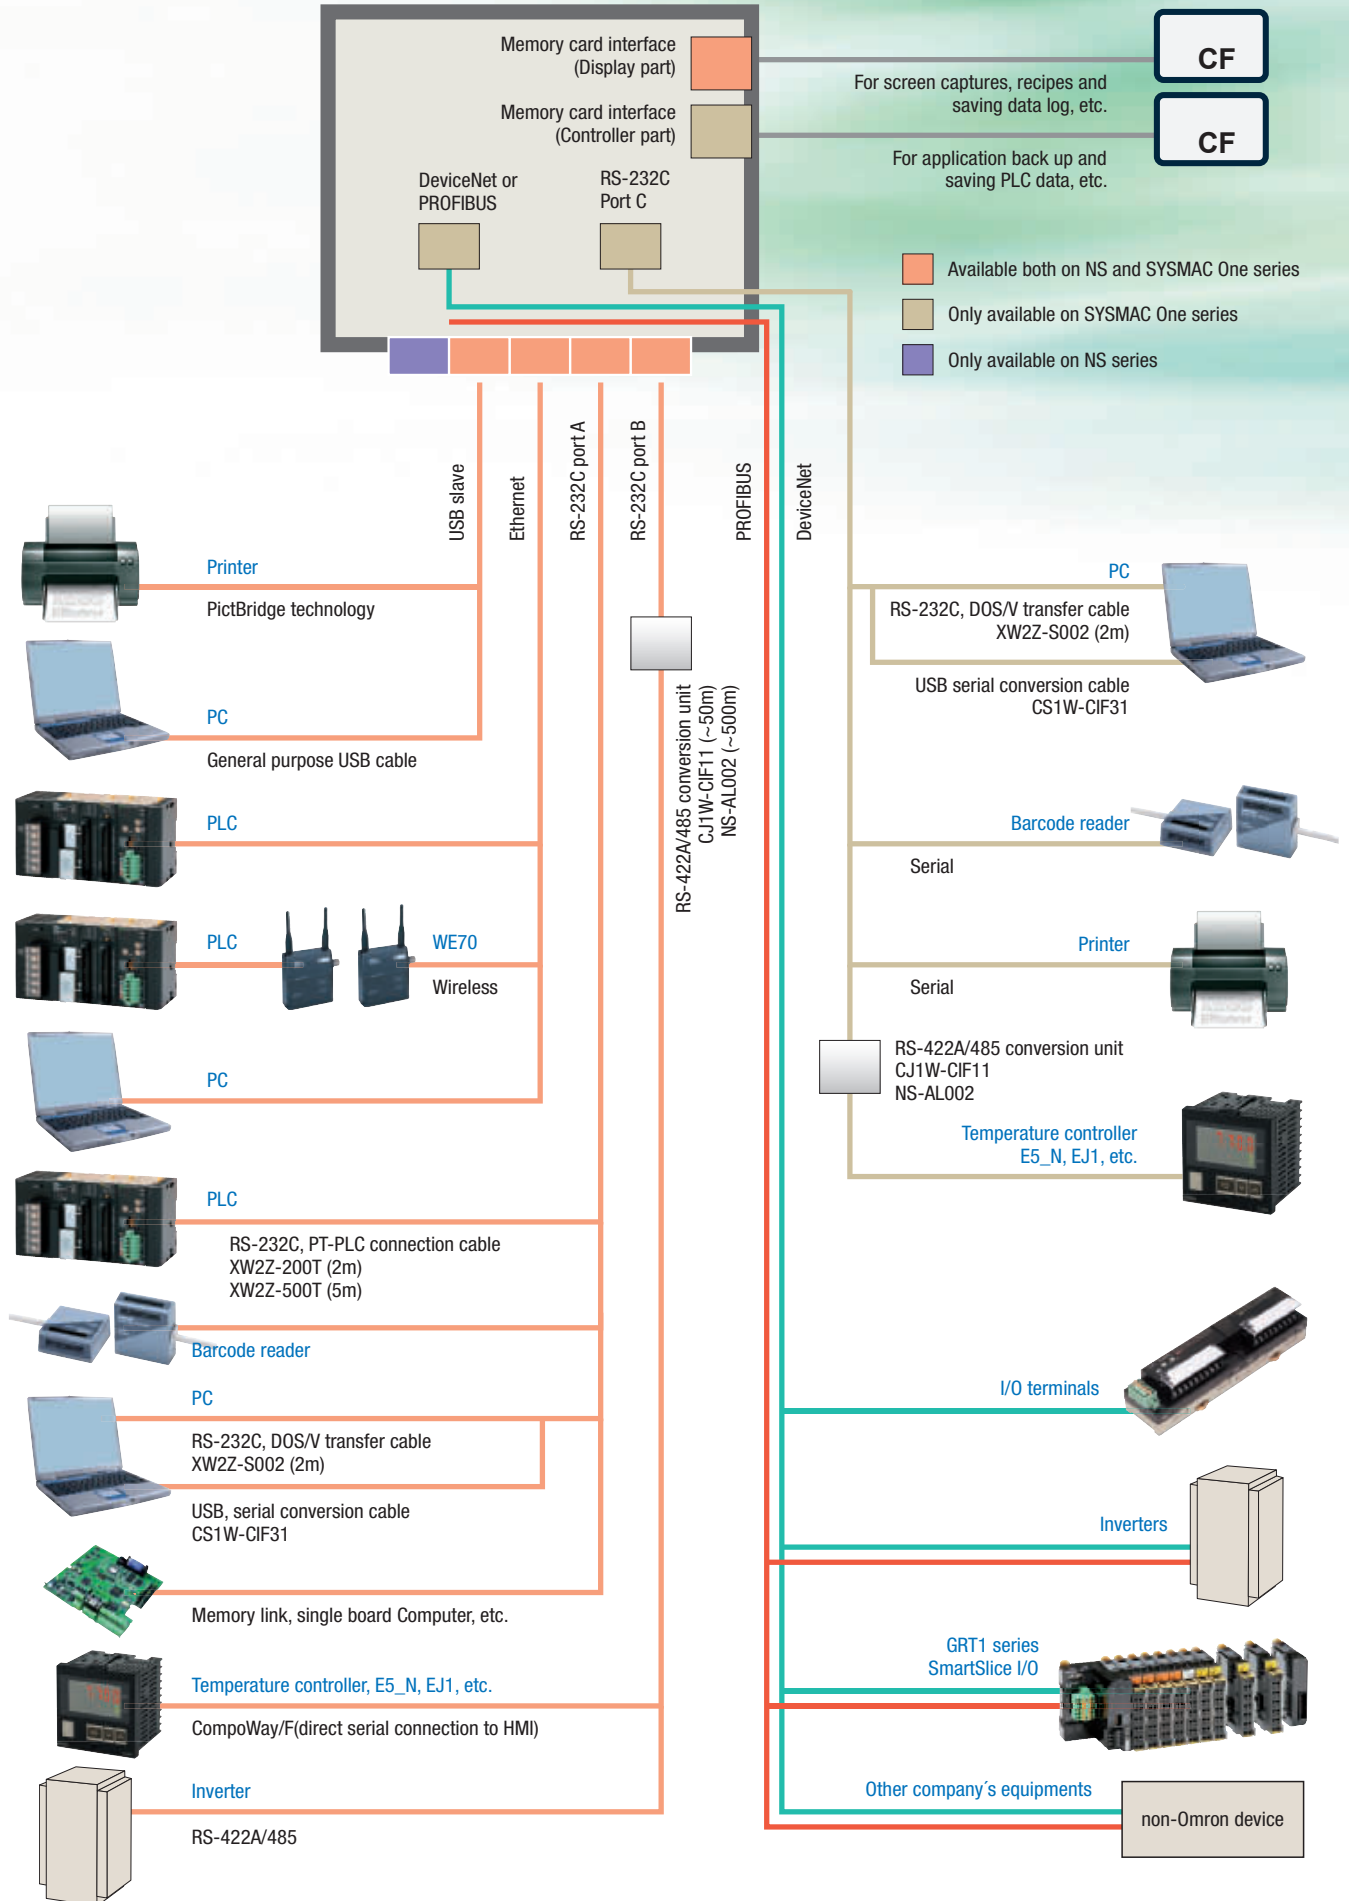 Memory card interface
(Display part)
CF
For screen captures, recipes and
saving data log, etc.
Memory card interface
(Controller part)
CF
For application back up and
saving PLC data, etc.
DeviceNet or
PROFIBUS
RS-232C
Port C
Available both on NS and SYSMAC One series
Only available on SYSMAC One series
Only available on NS series
USB slave
Ethernet
RS-232C port A
RS-232C port B
PROFIBUS
DeviceNet
Printer
PictBridge technology
PC
General purpose USB cable
PLC
PLC
WE70
Wireless
PC
PLC
RS-232C, PT-PLC connection cable
XW2Z-200T (2m)
XW2Z-500T (5m)
Barcode reader
PC
RS-232C, DOS/V transfer cable
XW2Z-S002 (2m)
USB, serial conversion cable
CS1W-CIF31
Memory link, single board Computer, etc.
Temperature controller, E5_N, EJ1, etc.
CompoWay/F(direct serial connection to HMI)
Inverter
RS-422A/485
RS-422A/485 conversion unit
CJ1W-CIF11 (~50m)
NS-AL002 (~500m)
PC
RS-232C, DOS/V transfer cable
XW2Z-S002 (2m)
USB serial conversion cable
CS1W-CIF31
Barcode reader
Serial
Printer
Serial
RS-422A/485 conversion unit
CJ1W-CIF11
NS-AL002
Temperature controller
E5_N, EJ1, etc.
I/O terminals
Inverters
GRT1 series
SmartSlice I/O
Other company´s equipments
non-Omron device